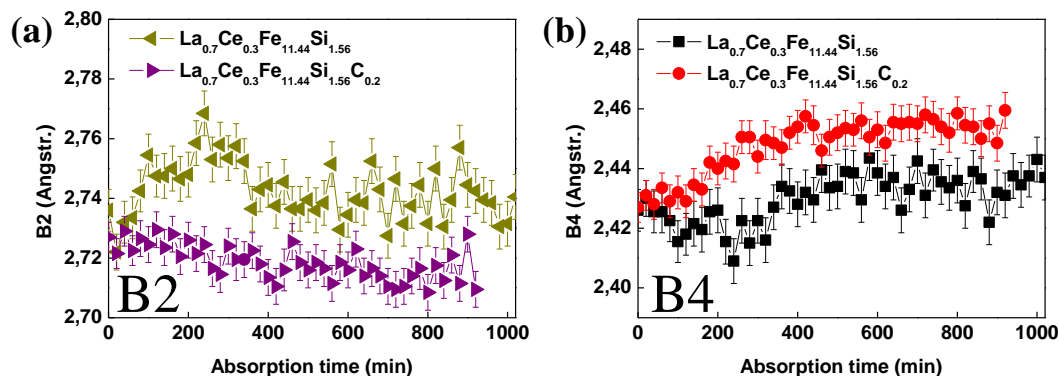 (a)
2,80
2,78
2,76
2,74
2,72
2,70
B2 (Angstr.)
La0.7Ce0.3Fe11.44Si1.56
La0.7Ce0.3Fe11.44Si1.56C0.2
B2
0 200 400 600 800 1000
Absorption time (min)
(b)
2,48
2,46
2,44
2,42
2,40
B4 (Angstr.)
La0.7Ce0.3Fe11.44Si1.56
La0.7Ce0.3Fe11.44Si1.56C0.2
B4
0 200 400 600 800 1000
Absorption time (min)